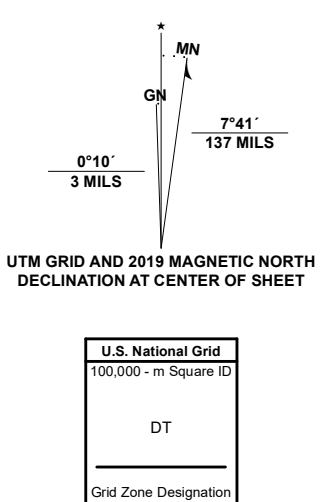 ★
MN
GN
7°41´
137 MILS
0°10´
3 MILS
UTM GRID AND 2019 MAGNETIC NORTH
DECLINATION AT CENTER OF SHEET
U.S. National Grid
100,000 - m Square ID
DT
Grid Zone Designation